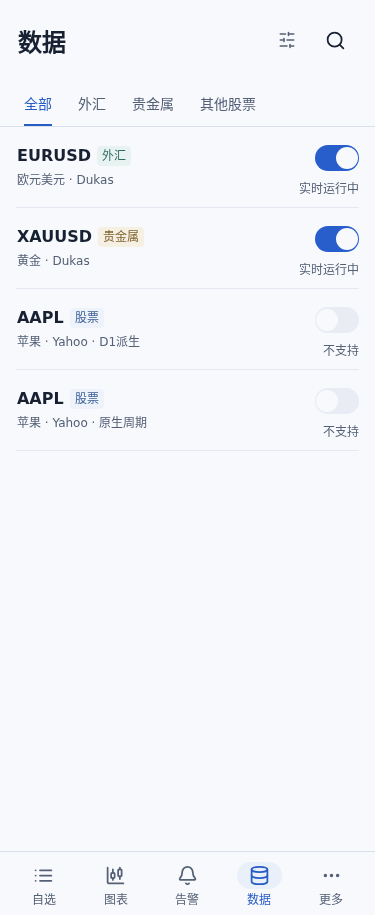 数据
全部 外汇 贵金属 其他股票
EURUSD 外汇
欧元美元 · Dukas
实时运行中
XAUUSD 贵金属
黄金 · Dukas
实时运行中
AAPL 股票
苹果 · Yahoo · D1派生
不支持
AAPL 股票
苹果 · Yahoo · 原生周期
不支持
自选 图表 告警 数据 更多